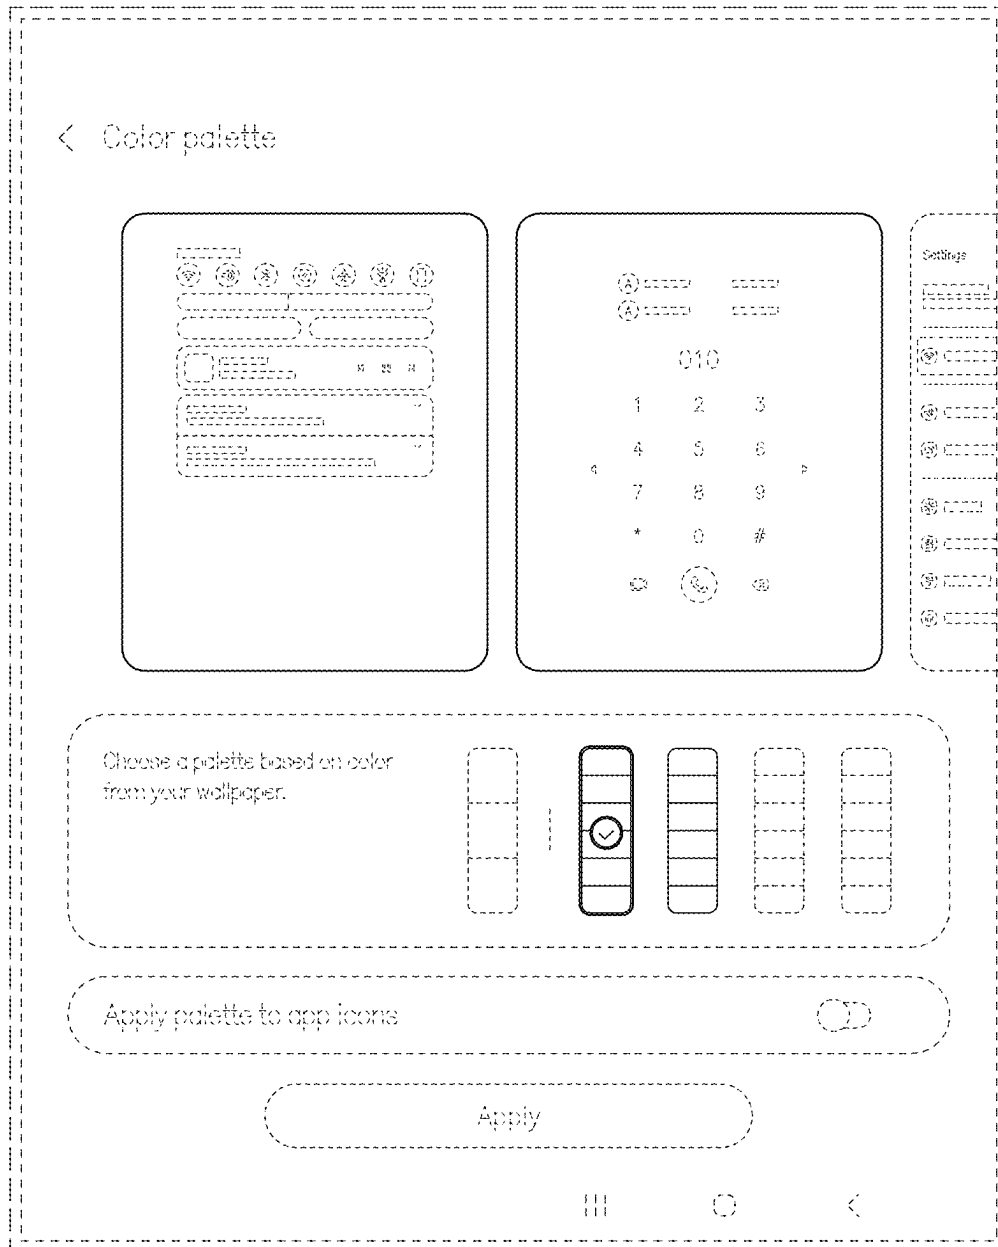 Color palette
Settings
A
A
010
1 2 3
4 5 6
7 8 9
* 0 #
Choose a palette based on color
from your wallpaper.
Apply palette to app icons
Apply